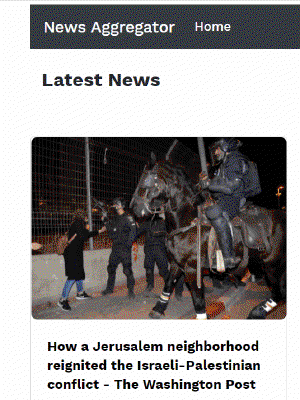 News Aggregator Home
Latest News
How a Jerusalem neighborhood
reignited the Israeli-Palestinian
conflict - The Washington Post